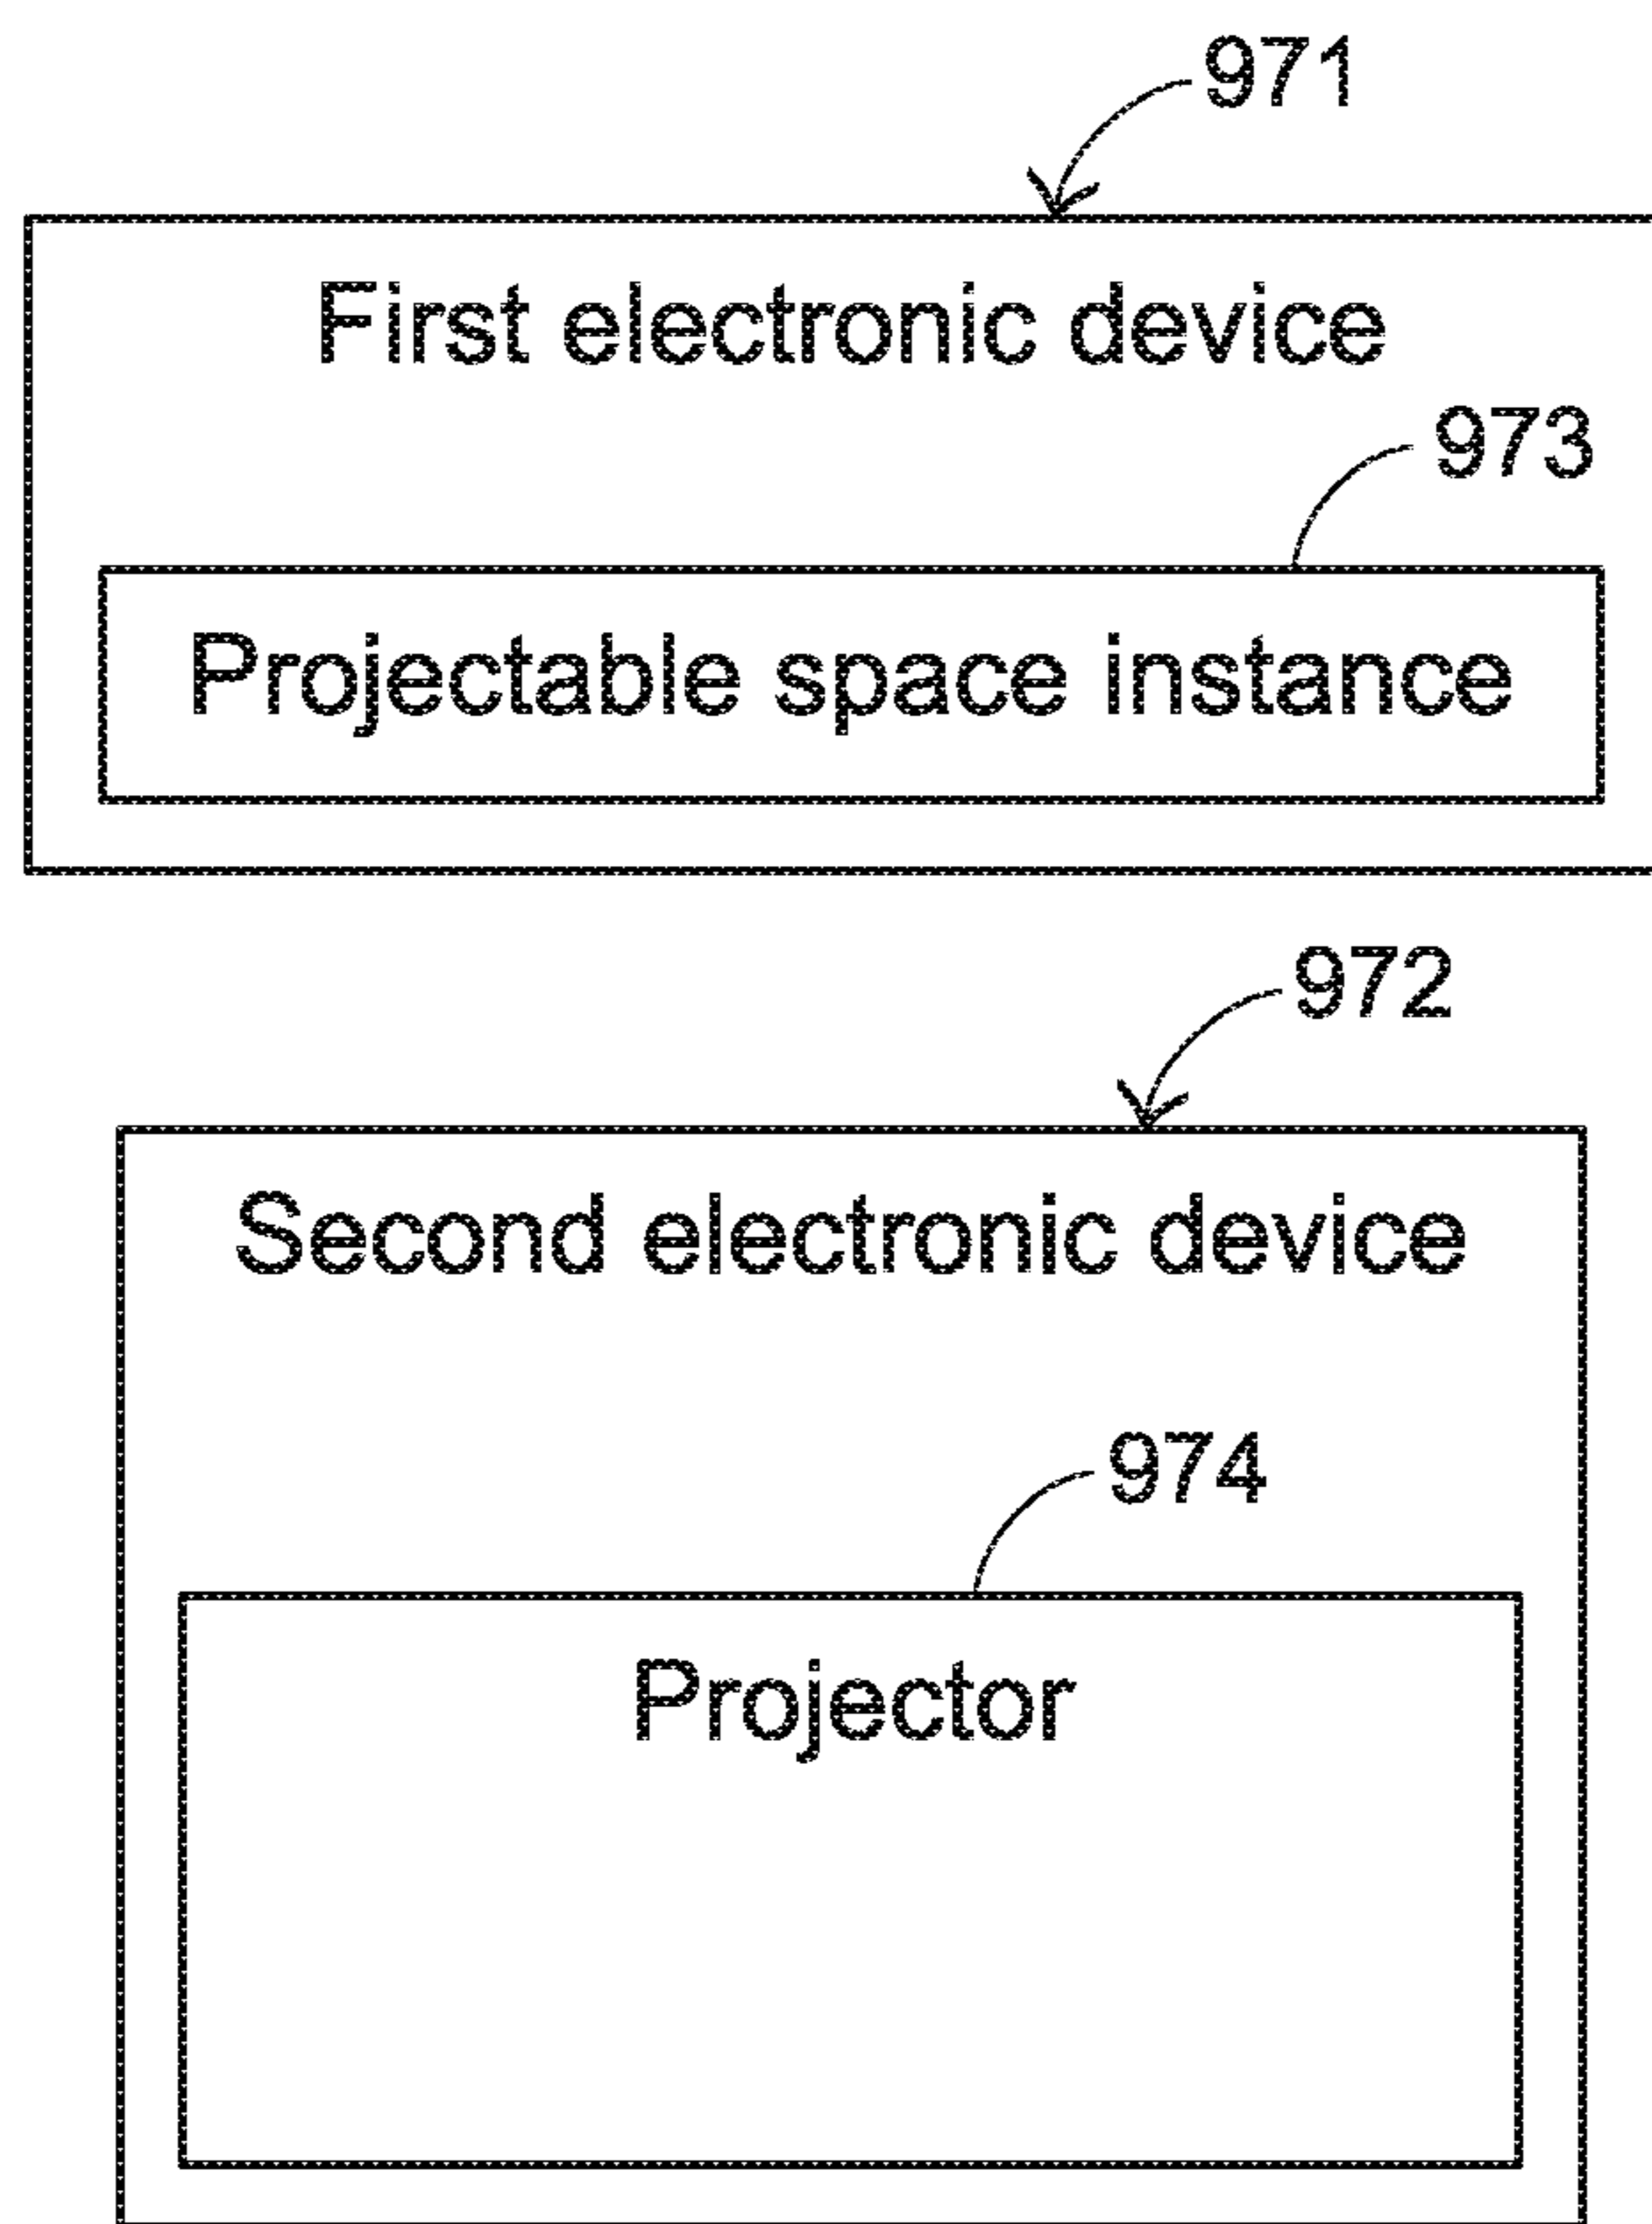 971
First electronic device
973
Projectable space instance
972
Second electronic device
974
Projector